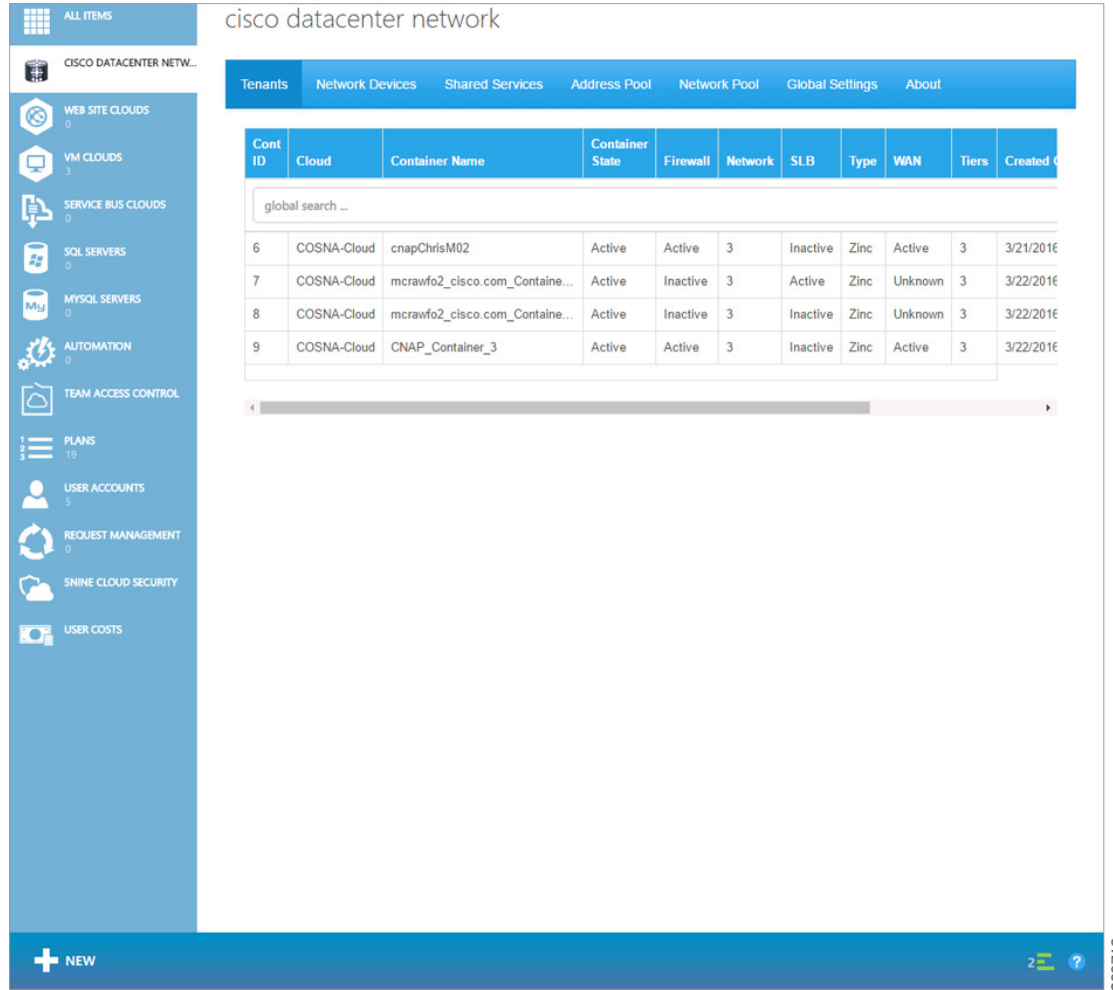 ALL ITEMS
CISCO DATACENTER NETW...
WEB SITE CLOUDS
0
VM CLOUDS
3
SERVICE BUS CLOUDS
0
SQL SERVERS
0
MYSQL SERVERS
0
AUTOMATION
0
TEAM ACCESS CONTROL
PLANS
19
USER ACCOUNTS
5
REQUEST MANAGEMENT
0
5NINE CLOUD SECURITY
USER COSTS
cisco datacenter network
Tenants Network Devices Shared Services Address Pool Network Pool Global Settings About
Cont ID Cloud Container Name Container State Firewall Network SLB Type WAN Tiers Created
global search ...
6 COSNA-Cloud cnapChrisM02 Active Active 3 Inactive Zinc Active 3 3/21/2016
7 COSNA-Cloud mcrawfo2_cisco.com_Containe... Active Inactive 3 Active Zinc Unknown 3 3/22/2016
8 COSNA-Cloud mcrawfo2_cisco.com_Containe... Active Inactive 3 Inactive Zinc Unknown 3 3/22/2016
9 COSNA-Cloud CNAP_Container_3 Active Active 3 Inactive Zinc Active 3 3/22/2016
NEW
2 ?